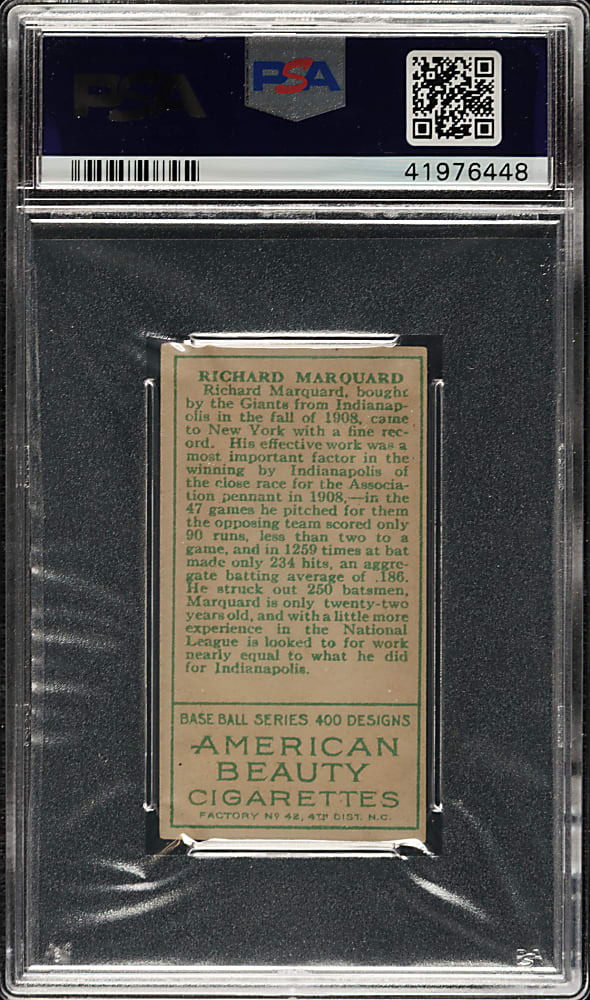 PSA
PSA
41976448
RICHARD MARQUARD
Richard Marquard, bought
by the Giants from Indianap-
olis in the fall of 1908, came
to New York with a fine rec-
ord. His effective work was a
most important factor in the
winning by Indianapolis of
the close race for the Associa-
tion pennant in 1908,—in the
47 games he pitched for them
the opposing team scored only
90 runs, less than two to a
game, and in 1259 times at bat
made only 234 hits, an aggre-
gate batting average of .186.
He struck out 250 batsmen,
Marquard is only twenty-two
years old, and with a little more
experience in the National
League is looked to for work
nearly equal to what he did
for Indianapolis.
BASE BALL SERIES 400 DESIGNS
AMERICAN
BEAUTY
CIGARETTES
FACTORY Nº 42, 4TH DIST. N.C.
PSA